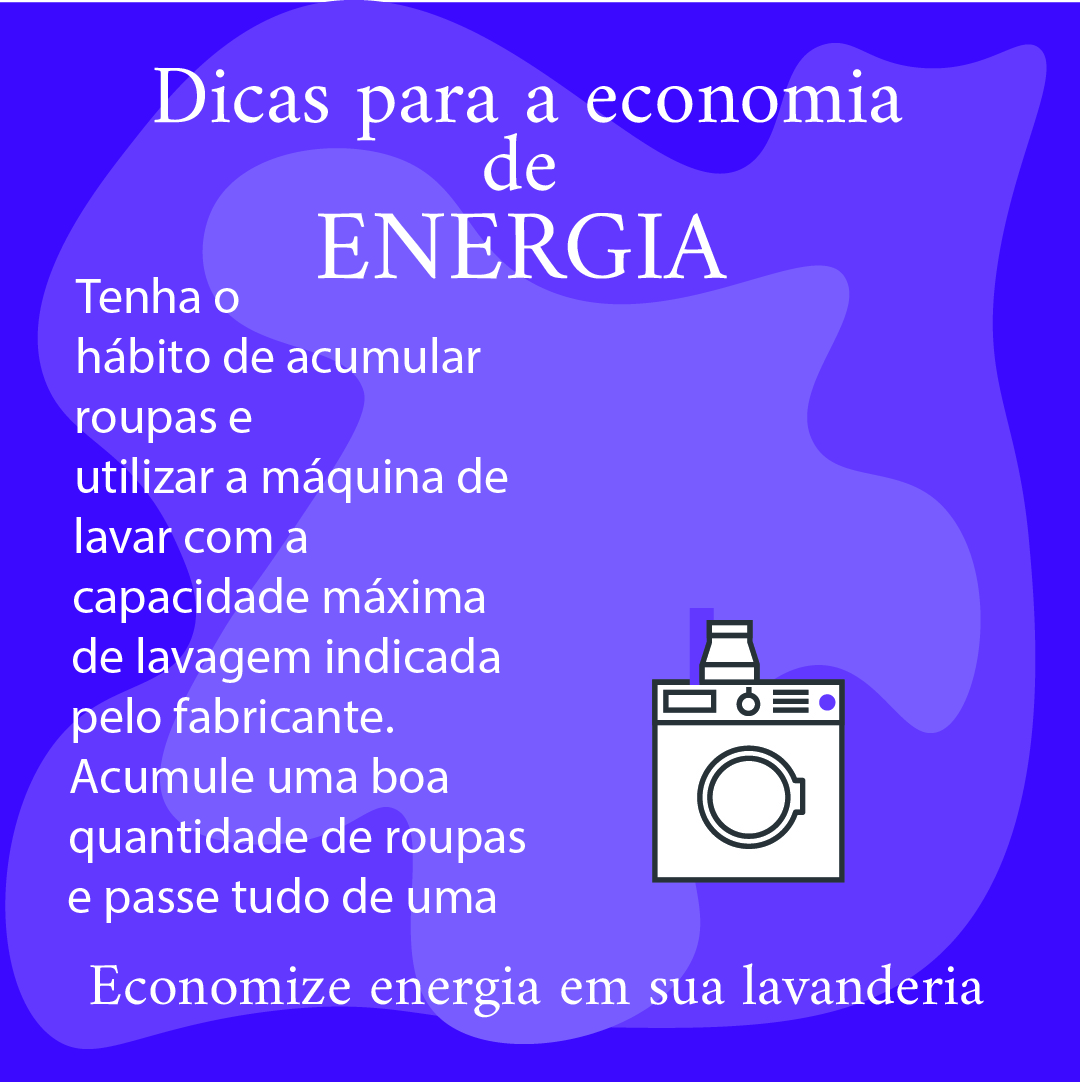 Dicas para a economia
de
ENERGIA
Tenha o
hábito de acumular
roupas e
utilizar a máquina de
lavar com a
capacidade máxima
de lavagem indicada
pelo fabricante.
Acumule uma boa
quantidade de roupas
e passe tudo de uma
Economize energia em sua lavanderia